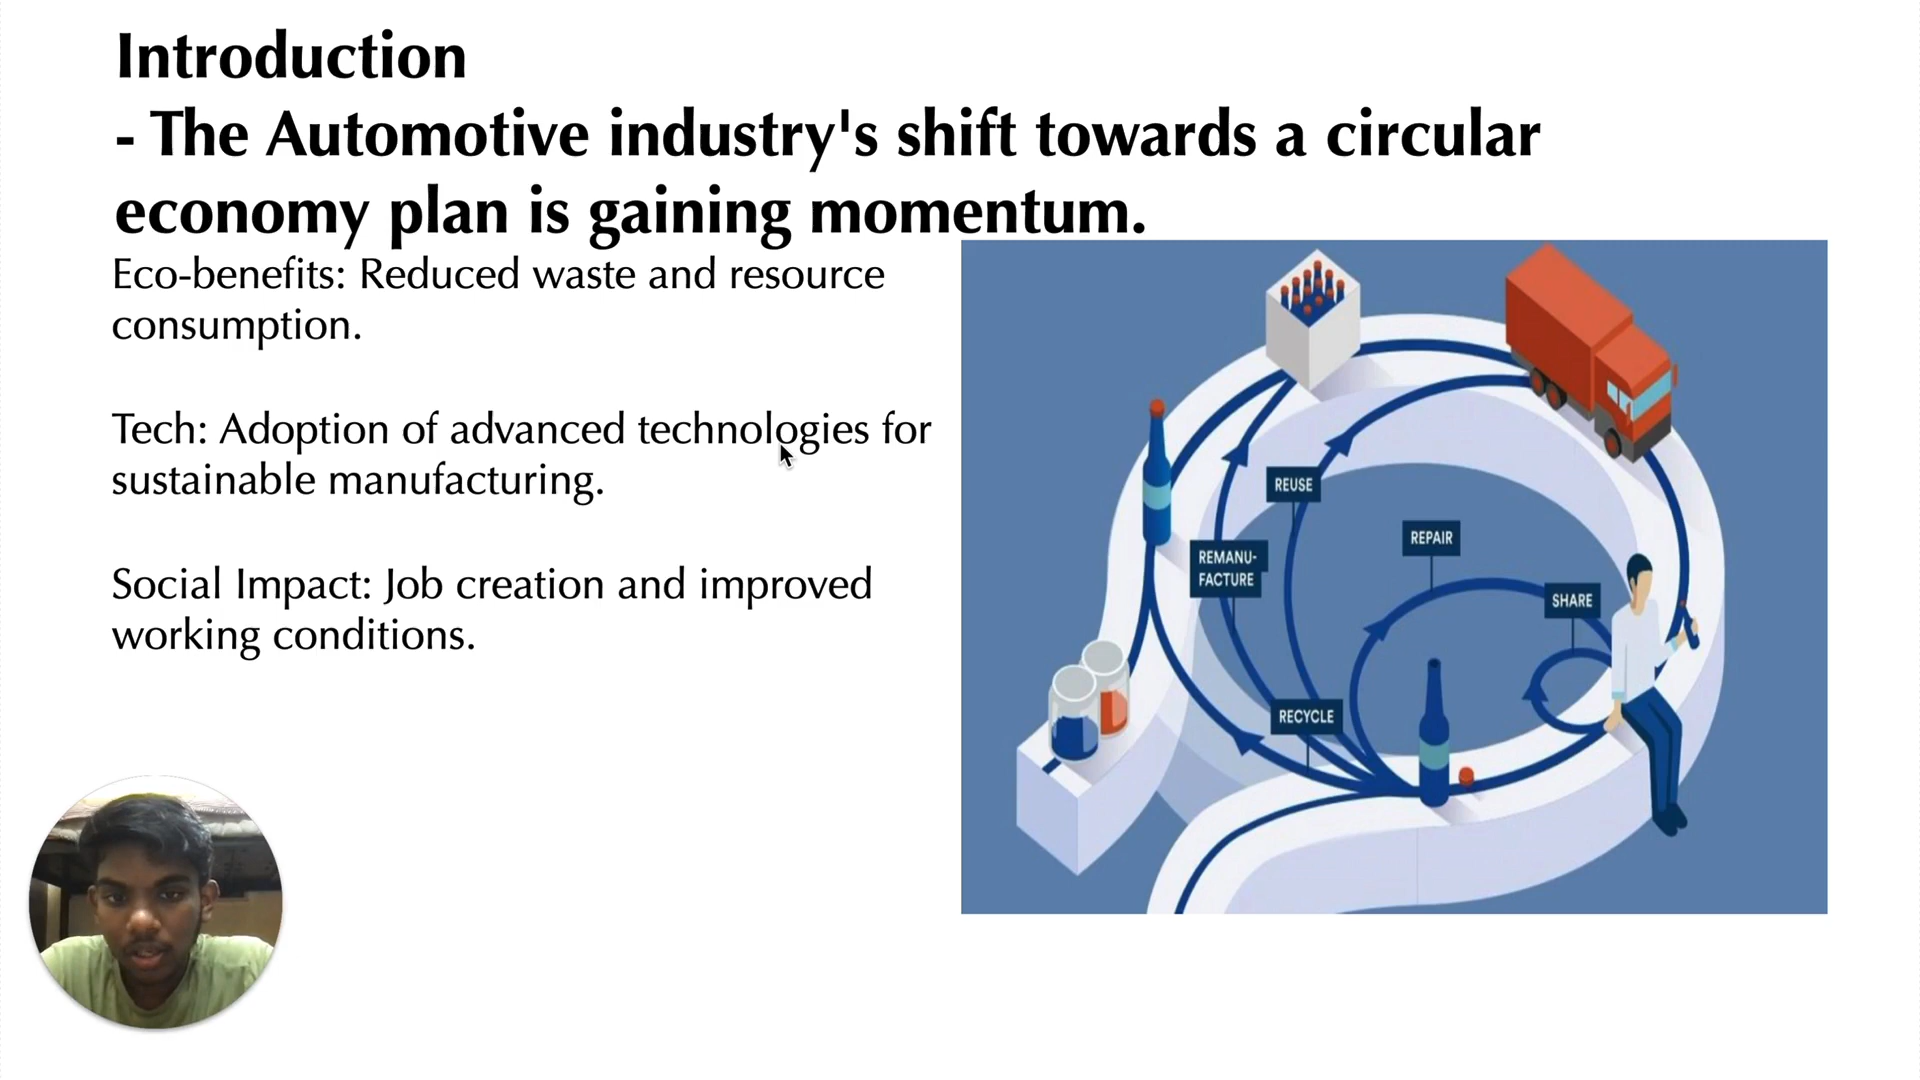 Introduction
- The Automotive industry's shift towards a circular
economy plan is gaining momentum.
Eco-benefits: Reduced waste and resource
consumption.
Tech: Adoption of advanced technologies for
sustainable manufacturing.
Social Impact: Job creation and improved
working conditions.
REUSE
REPAIR
REMANU-
FACTURE
SHARE
RECYCLE